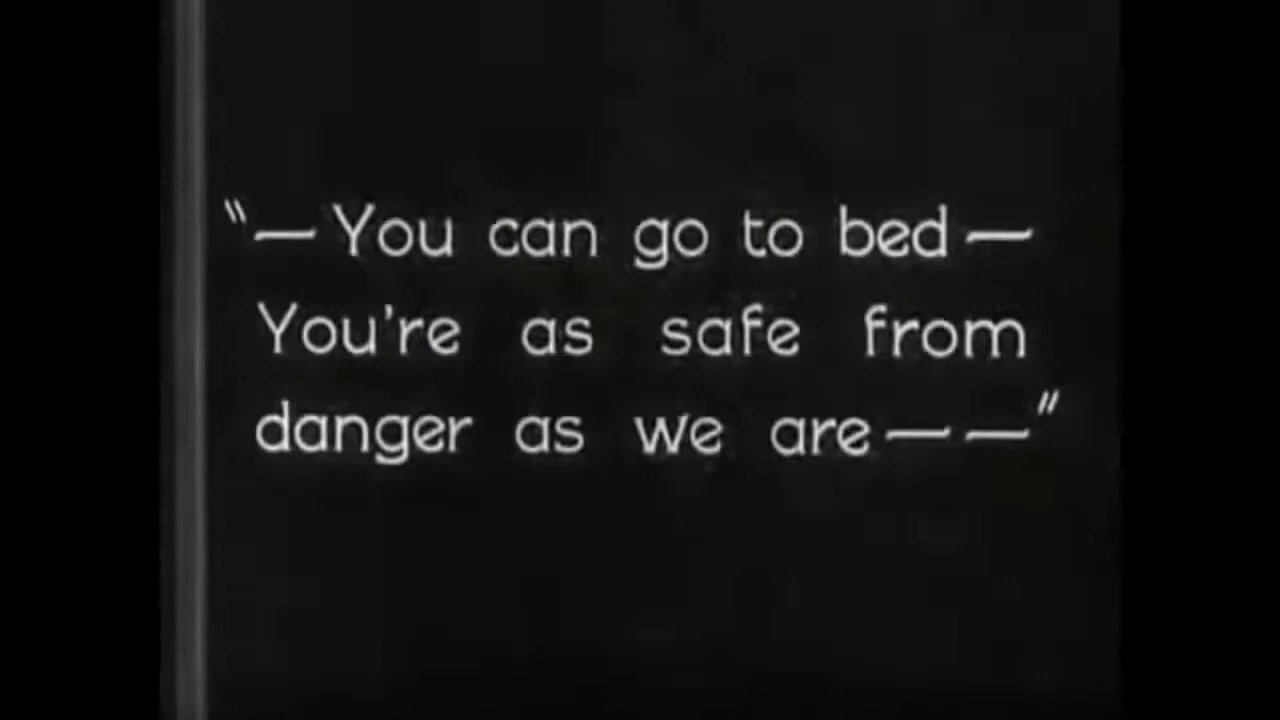 "—You can go to bed—
You're as safe from
danger as we are——"